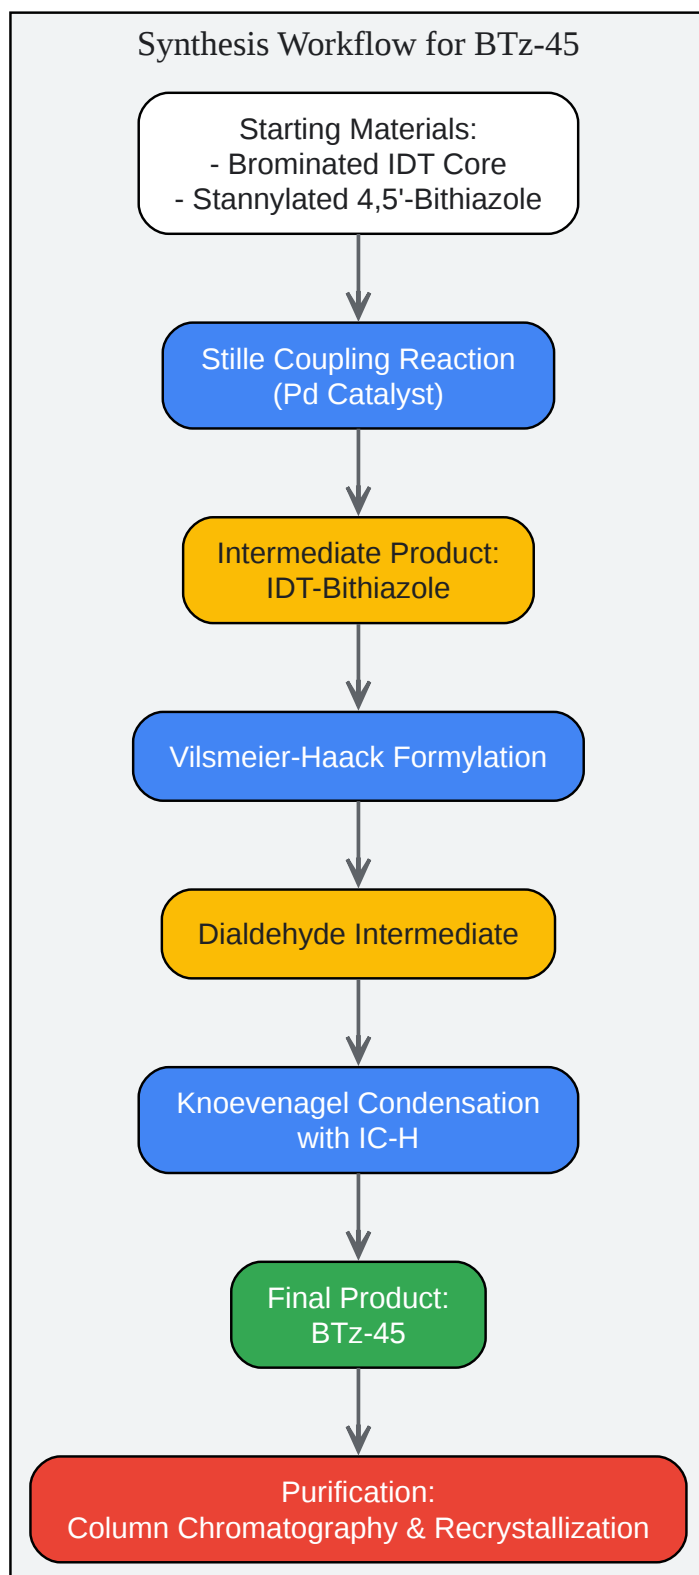 Synthesis Workflow for BTz-45
Starting Materials:
- Brominated IDT Core
- Stannylated 4,5'-Bithiazole
Stille Coupling Reaction
(Pd Catalyst)
Intermediate Product:
IDT-Bithiazole
Vilsmeier-Haack Formylation
Dialdehyde Intermediate
Knoevenagel Condensation
with IC-H
Final Product:
BTz-45
Purification:
Column Chromatography & Recrystallization